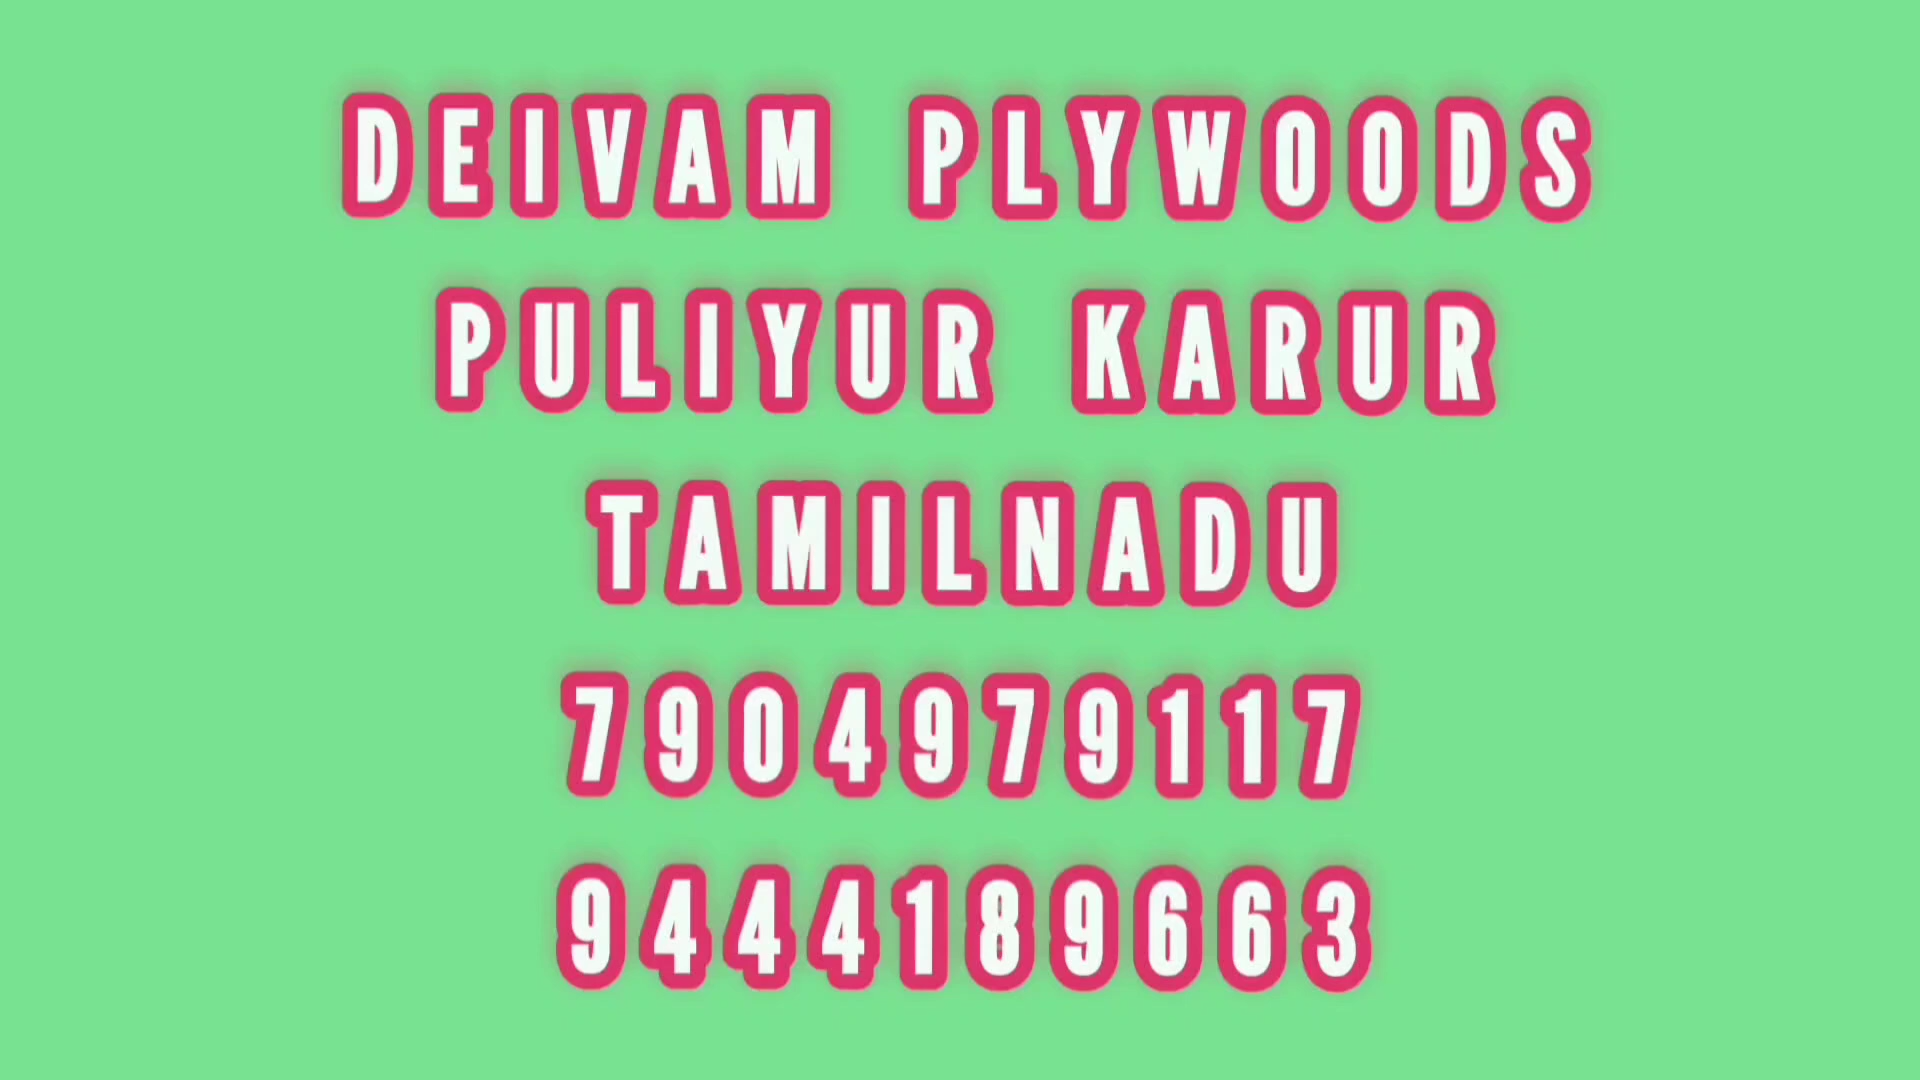 DEIVAM PLYWOODS
PULIYUR KARUR
TAMILNADU
7904979117
9444189663